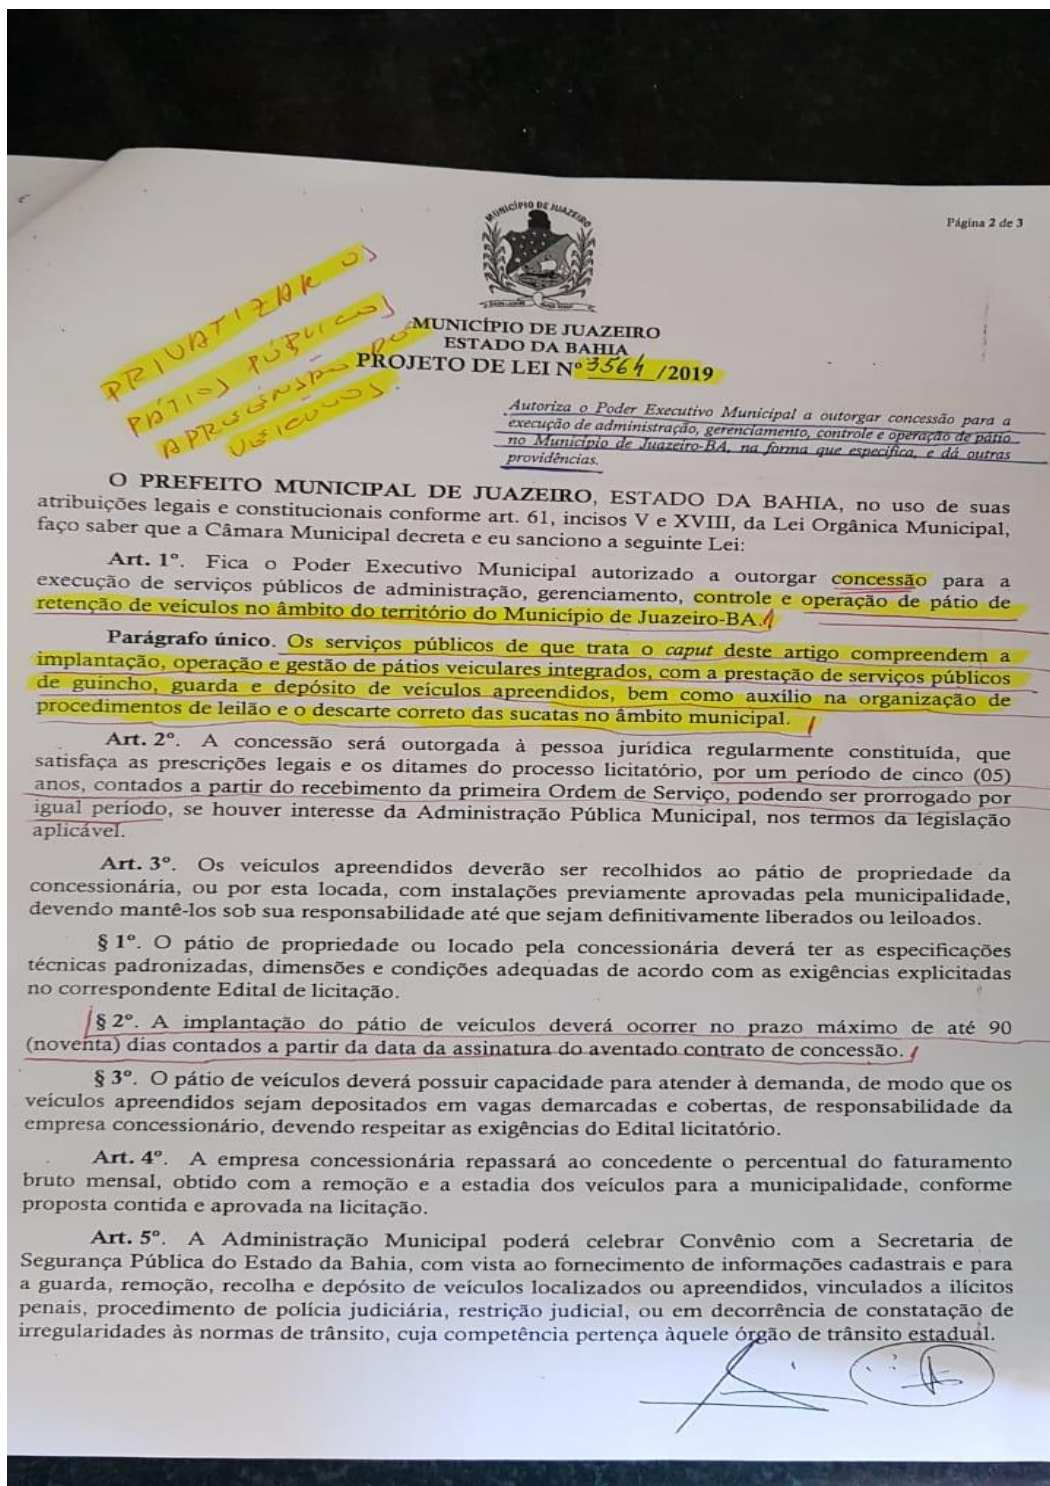 MUNICÍPIO DE JUAZEIRO
Página 2 de 3
PRIVATIZAR OS
PÁTIOS PÚBLICOS
APREENSÃO DOS
VEÍCULOS.
MUNICÍPIO DE JUAZEIRO
ESTADO DA BAHIA
PROJETO DE LEI Nº 3564 /2019
Autoriza o Poder Executivo Municipal a outorgar concessão para a
execução de administração, gerenciamento, controle e operação de pátio
no Município de Juazeiro-BA, na forma que especifica, e dá outras
providências.
O PREFEITO MUNICIPAL DE JUAZEIRO, ESTADO DA BAHIA, no uso de suas
atribuições legais e constitucionais conforme art. 61, incisos V e XVIII, da Lei Orgânica Municipal,
faço saber que a Câmara Municipal decreta e eu sanciono a seguinte Lei:
Art. 1º. Fica o Poder Executivo Municipal autorizado a outorgar concessão para a
execução de serviços públicos de administração, gerenciamento, controle e operação de pátio de
retenção de veículos no âmbito do território do Município de Juazeiro-BA.
Parágrafo único. Os serviços públicos de que trata o caput deste artigo compreendem a
implantação, operação e gestão de pátios veiculares integrados, com a prestação de serviços públicos
de guincho, guarda e depósito de veículos apreendidos, bem como auxílio na organização de
procedimentos de leilão e o descarte correto das sucatas no âmbito municipal.
Art. 2º. A concessão será outorgada à pessoa jurídica regularmente constituída, que
satisfaça as prescrições legais e os ditames do processo licitatório, por um período de cinco (05)
anos, contados a partir do recebimento da primeira Ordem de Serviço, podendo ser prorrogado por
igual período, se houver interesse da Administração Pública Municipal, nos termos da legislação
aplicável.
Art. 3º. Os veículos apreendidos deverão ser recolhidos ao pátio de propriedade da
concessionária, ou por esta locada, com instalações previamente aprovadas pela municipalidade,
devendo mantê-los sob sua responsabilidade até que sejam definitivamente liberados ou leiloados.
§ 1º. O pátio de propriedade ou locado pela concessionária deverá ter as especificações
técnicas padronizadas, dimensões e condições adequadas de acordo com as exigências explicitadas
no correspondente Edital de licitação.
§ 2º. A implantação do pátio de veículos deverá ocorrer no prazo máximo de até 90
(noventa) dias contados a partir da data da assinatura do aventado contrato de concessão.
§ 3º. O pátio de veículos deverá possuir capacidade para atender à demanda, de modo que os
veículos apreendidos sejam depositados em vagas demarcadas e cobertas, de responsabilidade da
empresa concessionário, devendo respeitar as exigências do Edital licitatório.
Art. 4º. A empresa concessionária repassará ao concedente o percentual do faturamento
bruto mensal, obtido com a remoção e a estadia dos veículos para a municipalidade, conforme
proposta contida e aprovada na licitação.
Art. 5º. A Administração Municipal poderá celebrar Convênio com a Secretaria de
Segurança Pública do Estado da Bahia, com vista ao fornecimento de informações cadastrais e para
a guarda, remoção, recolha e depósito de veículos localizados ou apreendidos, vinculados a ilícitos
penais, procedimento de polícia judiciária, restrição judicial, ou em decorrência de constatação de
irregularidades às normas de trânsito, cuja competência pertença àquele órgão de trânsito estadual.